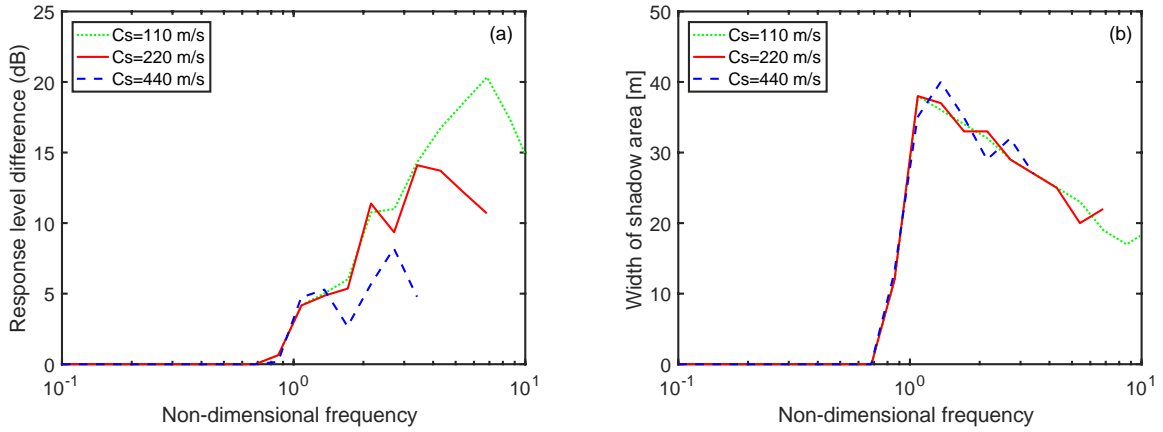 (a)
Cs=110 m/s
Cs=220 m/s
Cs=440 m/s
Response level difference (dB)
25
20
15
10
5
0
10^-1
10^0
10^1
Non-dimensional frequency
(b)
Cs=110 m/s
Cs=220 m/s
Cs=440 m/s
Width of shadow area [m]
50
40
30
20
10
0
10^-1
10^0
10^1
Non-dimensional frequency